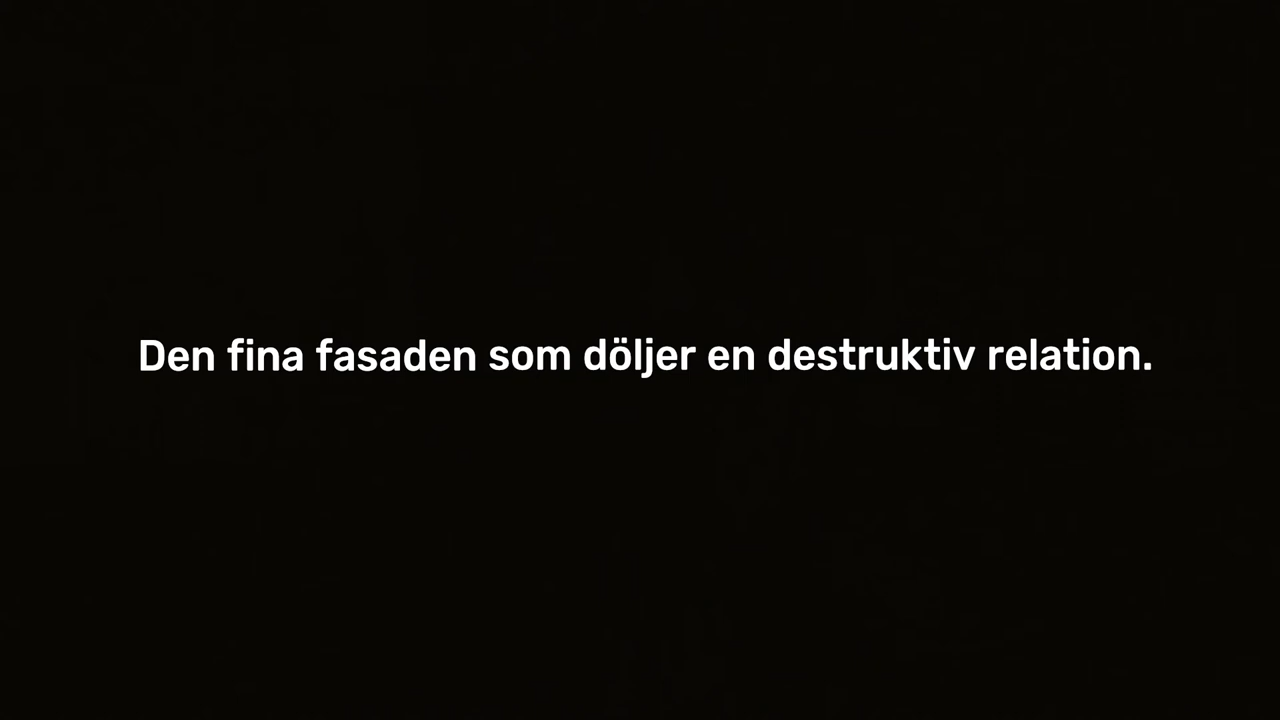 Den fina fasaden som döljer en destruktiv relation.